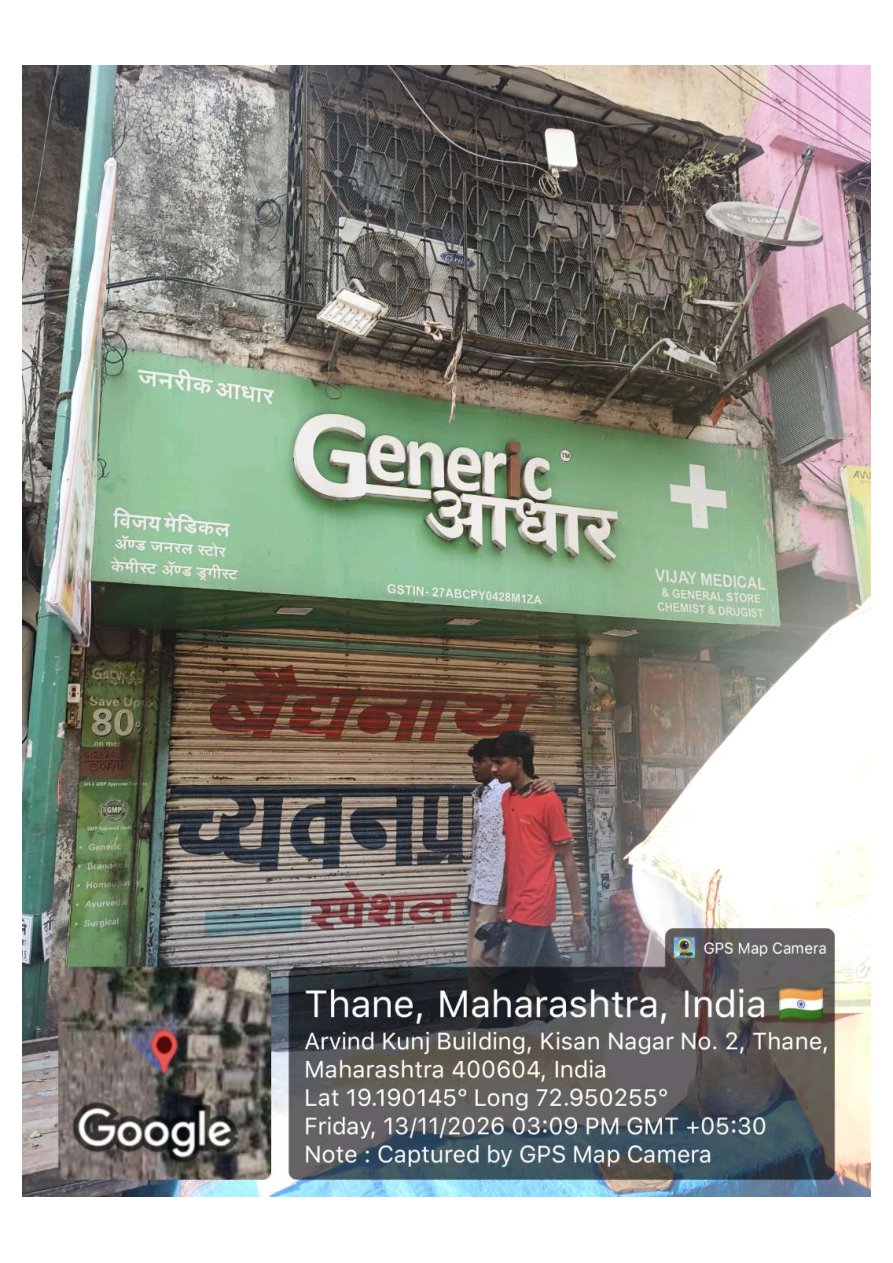 जनरीक आधार
Generic
TM
आधार
विजय मेडिकल
अ‍ॅण्ड जनरल स्टोर
केमीस्ट अ‍ॅण्ड ड्रगीस्ट
GSTIN- 27ABCPY0428M1ZA
VIJAY MEDICAL
& GENERAL STORE
CHEMIST & DRUGIST
Save Up
80
GMP
• Generic
• Homeopath
• Ayurvedic
• Surgical
बैद्यनाथ
च्यवनप्र
स्पेशल
GPS Map Camera
Google
Thane, Maharashtra, India
Arvind Kunj Building, Kisan Nagar No. 2, Thane,
Maharashtra 400604, India
Lat 19.190145° Long 72.950255°
Friday, 13/11/2026 03:09 PM GMT +05:30
Note : Captured by GPS Map Camera